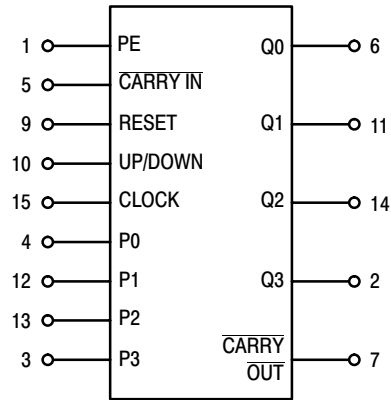 1 PE Q0 6
5 CARRY IN
9 RESET Q1 11
10 UP/DOWN
15 CLOCK Q2 14
4 P0
12 P1 Q3 2
13 P2
3 P3 CARRY OUT 7